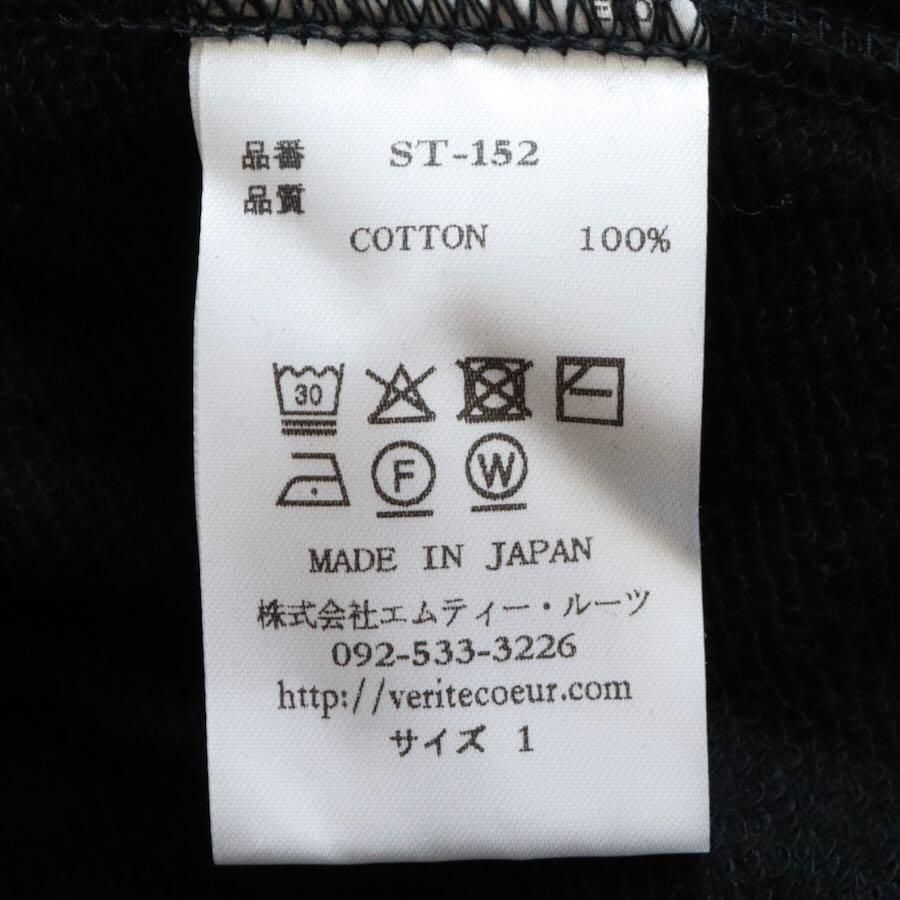 品番 ST-152
品質
COTTON 100%
30
F W
MADE IN JAPAN
株式会社エムティー・ルーツ
092-533-3226
http://veritecoeur.com
サイズ 1